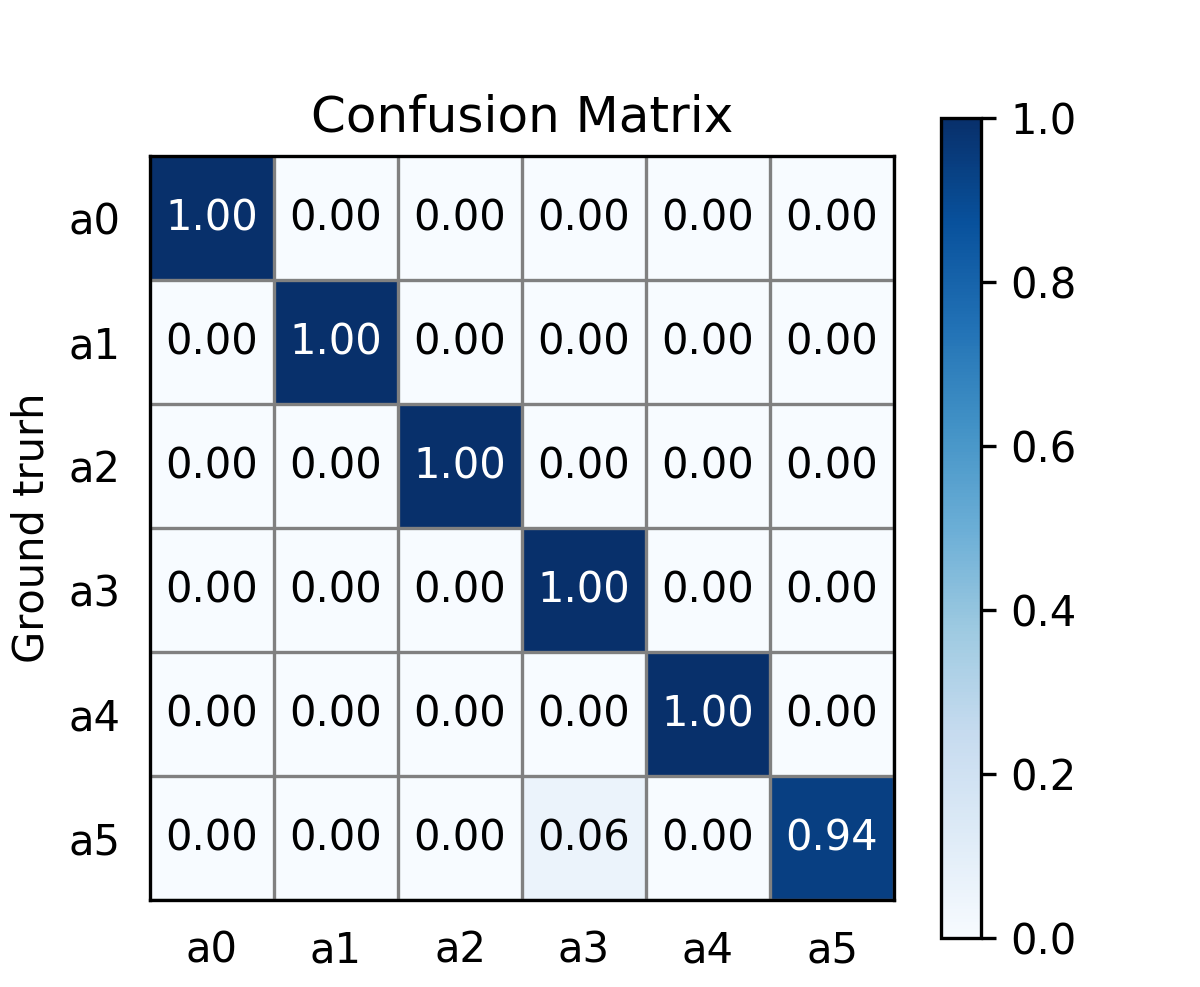 Confusion Matrix
a0 1.00 0.00 0.00 0.00 0.00 0.00
a1 0.00 1.00 0.00 0.00 0.00 0.00
a2 0.00 0.00 1.00 0.00 0.00 0.00
a3 0.00 0.00 0.00 1.00 0.00 0.00
a4 0.00 0.00 0.00 0.00 1.00 0.00
a5 0.00 0.00 0.00 0.06 0.00 0.94
a0 a1 a2 a3 a4 a5
Ground trurh
1.0
0.8
0.6
0.4
0.2
0.0